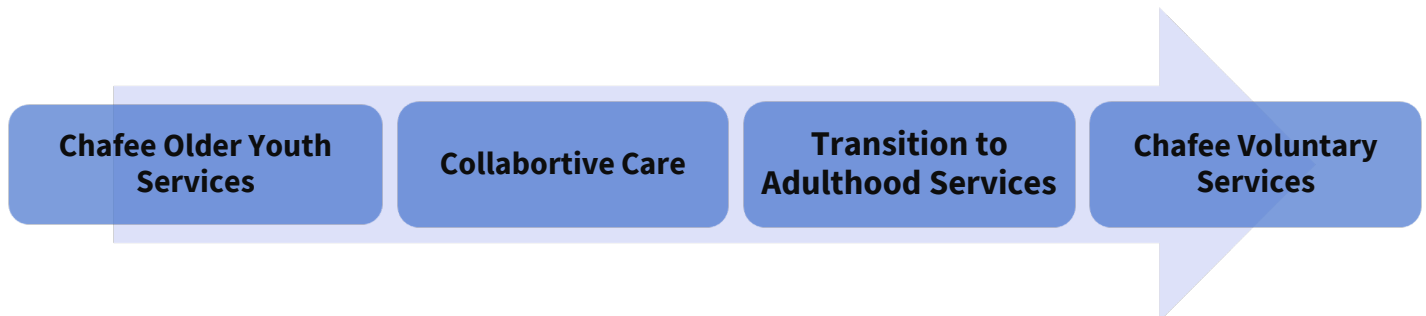 Chafee Older Youth
Services
Collabortive Care
Transition to
Adulthood Services
Chafee Voluntary
Services